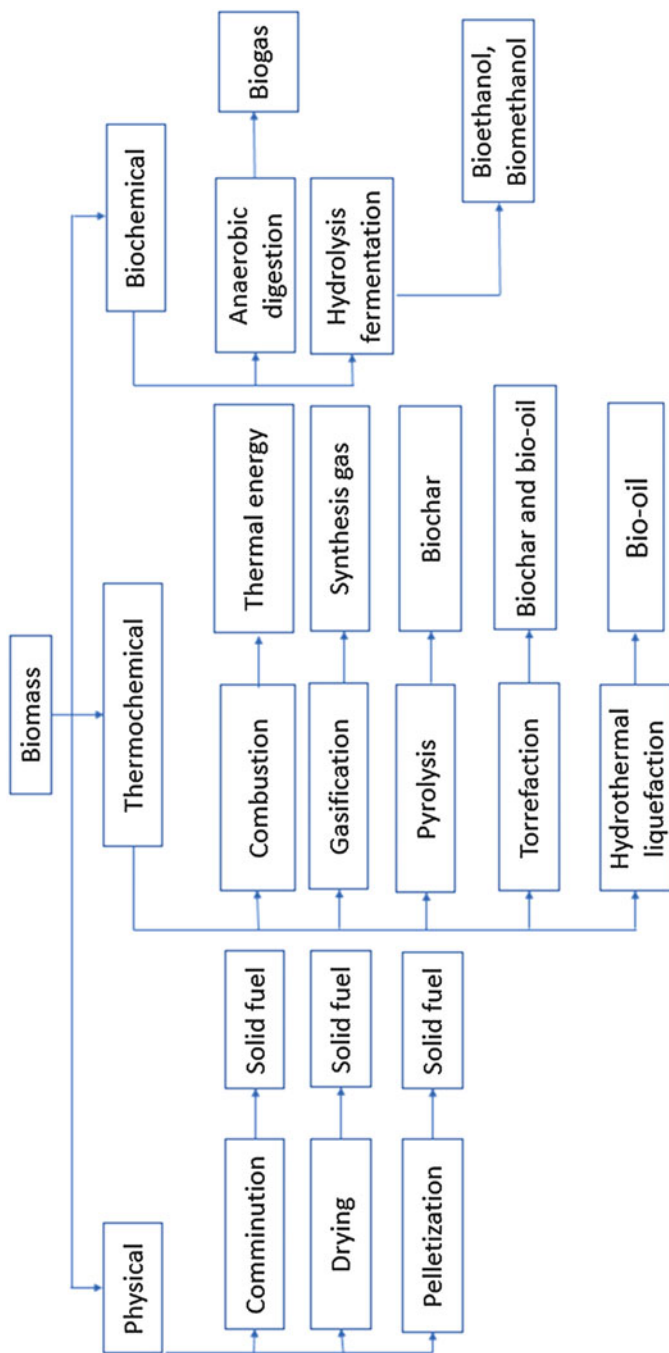 Biomass
Physical
Thermochemical
Biochemical
Comminution
Solid fuel
Drying
Solid fuel
Pelletization
Solid fuel
Combustion
Thermal energy
Gasification
Synthesis gas
Pyrolysis
Biochar
Torrefaction
Biochar and bio-oil
Hydrothermal
liquefaction
Bio-oil
Anaerobic
digestion
Biogas
Hydrolysis
fermentation
Bioethanol,
Biomethanol